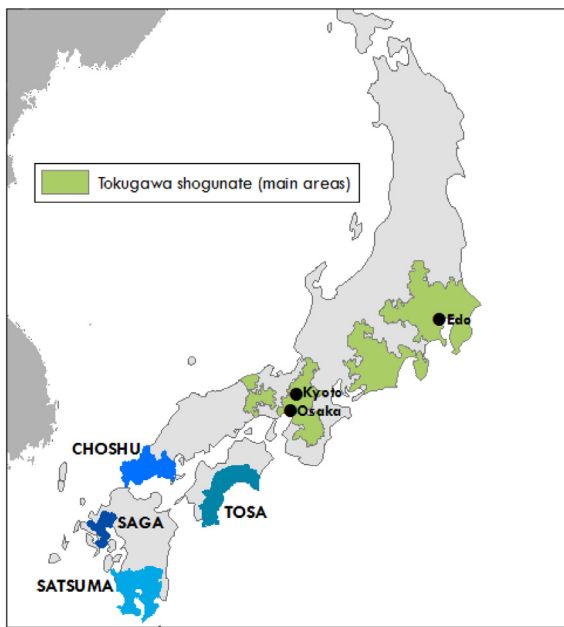 Tokugawa shogunate (main areas)
Edo
Kyoto
Osaka
CHOSHU
TOSA
SAGA
SATSUMA